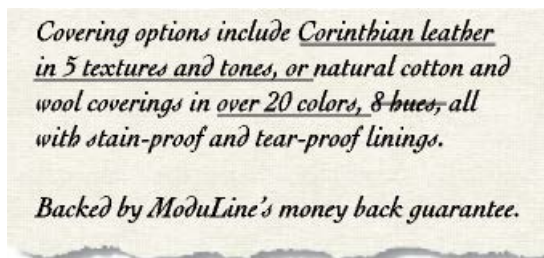 Covering options include Corinthian leather
in 5 textures and tones, or natural cotton and
wool coverings in over 20 colors, 8 hues, all
with stain-proof and tear-proof linings.
Backed by ModuLine's money back guarantee.